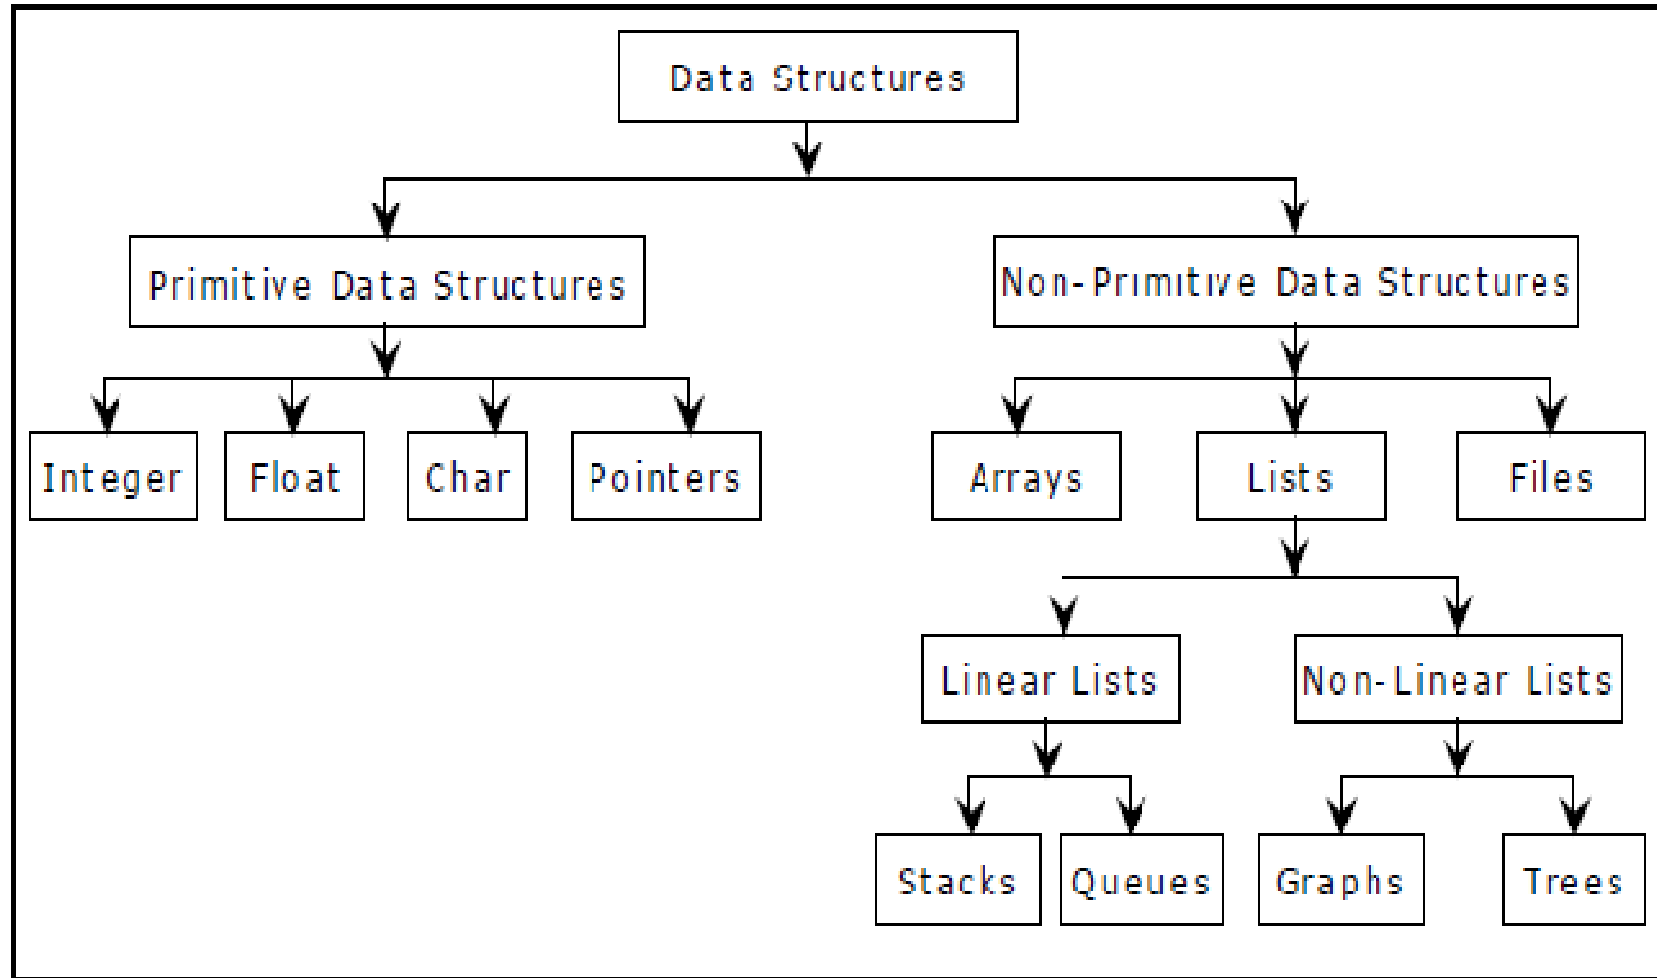 Data Structures
Primitive Data Structures
Non-Primitive Data Structures
Integer
Float
Char
Pointers
Arrays
Lists
Files
Linear Lists
Non-Linear Lists
Stacks
Queues
Graphs
Trees